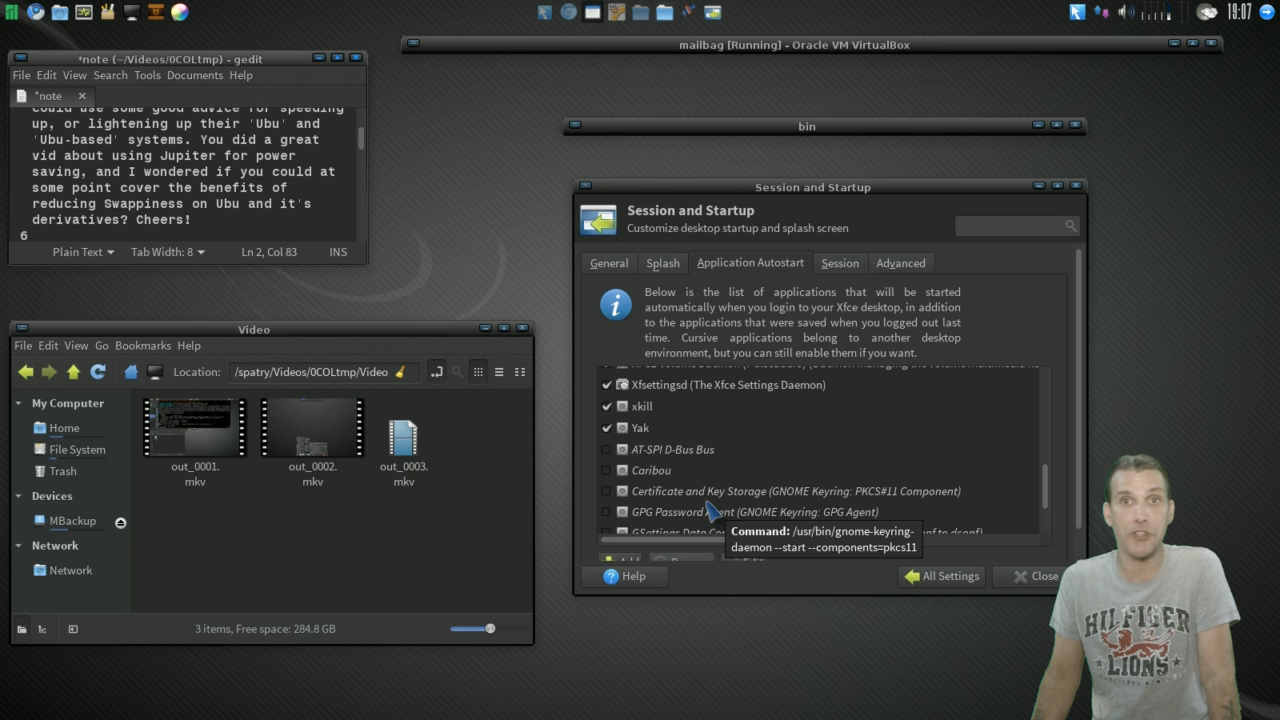 19:07
mailbag [Running] - Oracle VM VirtualBox
*note (~/Videos/0COLtmp) - gedit
File Edit View Search Tools Documents Help
*note
could use some good advice for speeding
up, or lightening up their 'Ubu' and
'Ubu-based' systems. You did a great
vid about using Jupiter for power
saving, and I wondered if you could at
some point cover the benefits of
reducing Swappiness on Ubu and it's
derivatives? Cheers!
6
Plain Text Tab Width: 8 Ln 2, Col 83 INS
bin
Session and Startup
Session and Startup
Customize desktop startup and splash screen
General Splash Application Autostart Session Advanced
Below is the list of applications that will be started
automatically when you login to your Xfce desktop, in addition
to the applications that were saved when you logged out last
time. Cursive applications belong to another desktop
environment, but you can still enable them if you want.
Xfsettingsd (The Xfce Settings Daemon)
xkill
Yak
AT-SPI D-Bus Bus
Caribou
Certificate and Key Storage (GNOME Keyring: PKCS#11 Component)
GPG Password Agent (GNOME Keyring: GPG Agent)
Command: /usr/bin/gnome-keyring-
daemon --start --components=pkcs11
Help All Settings Close
Video
File Edit View Go Bookmarks Help
Location: /spatry/Videos/0COLtmp/Video
My Computer
Home
File System
Trash
Devices
MBackup
Network
Network
out_0001.
mkv
out_0002.
mkv
out_0003.
mkv
3 items, Free space: 284.8 GB
HILFIGER
LIONS